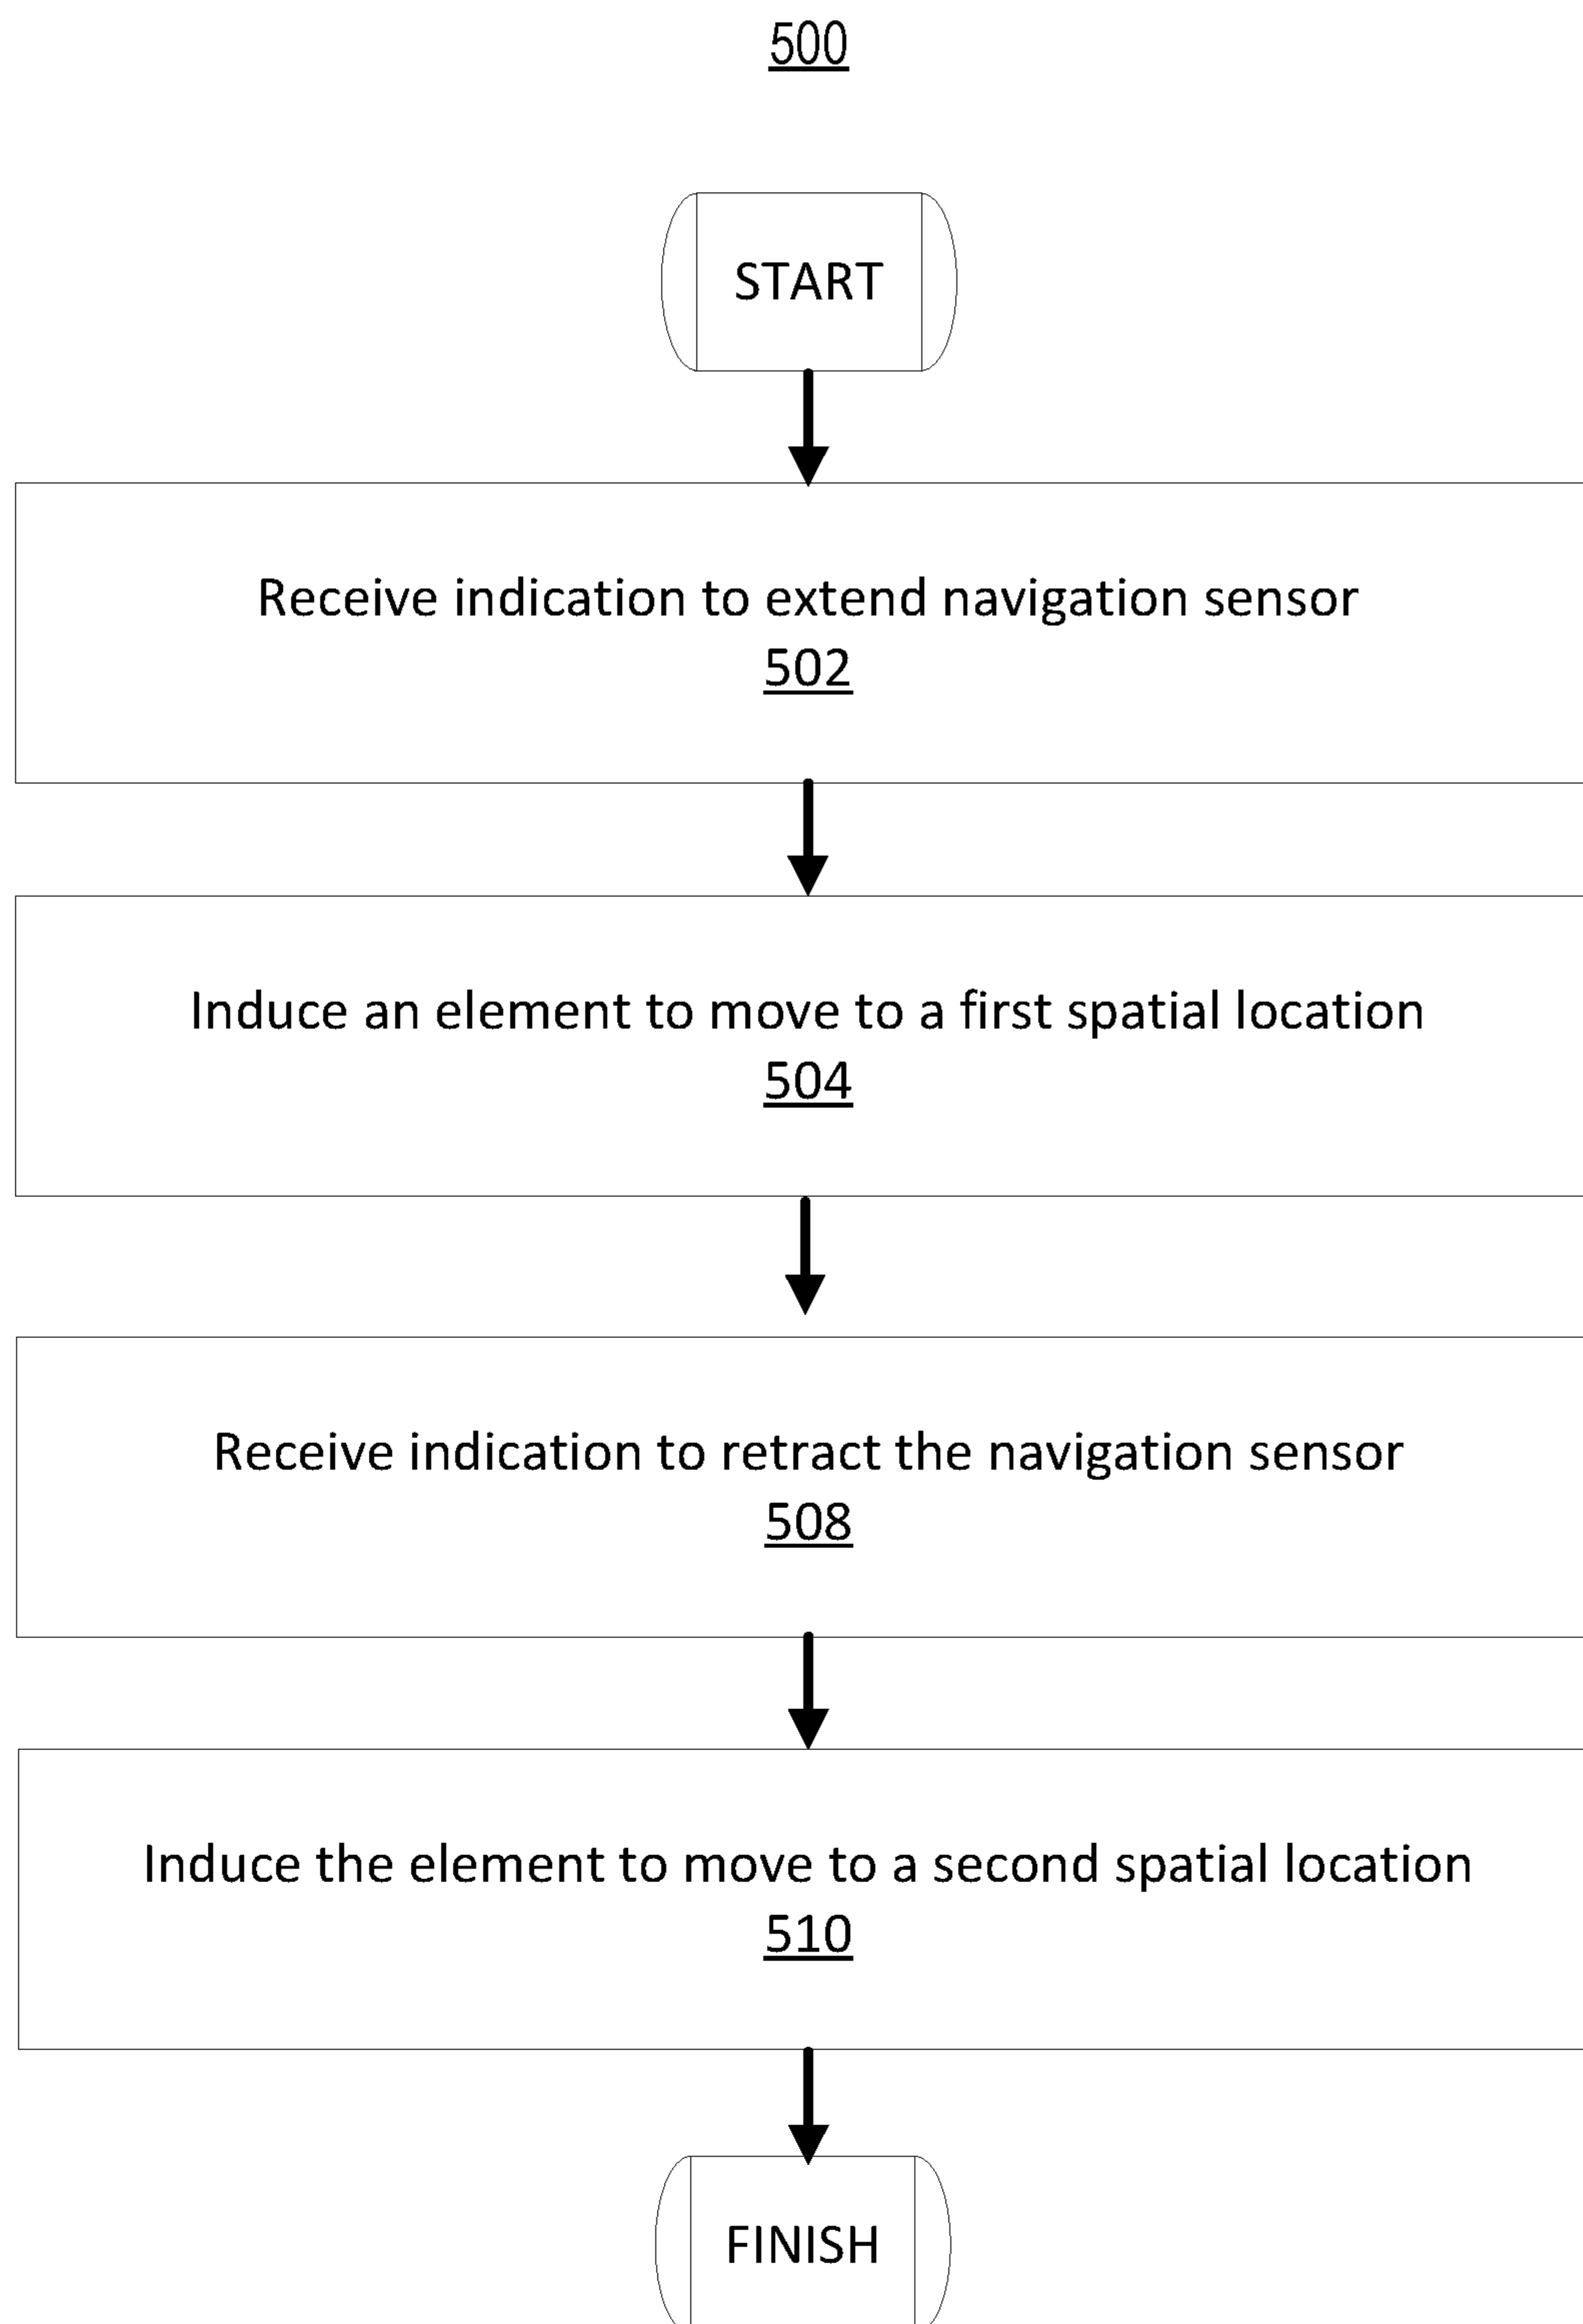 500
START
Receive indication to extend navigation sensor
502
Induce an element to move to a first spatial location
504
Receive indication to retract the navigation sensor
508
Induce the element to move to a second spatial location
510
FINISH